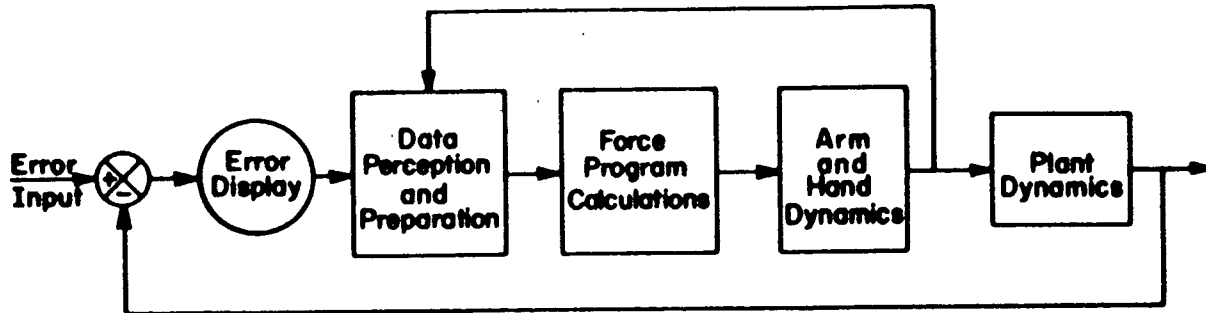 Error
Input
+
-
Error
Display
Data
Perception
and
Preparation
Force
Program
Calculations
Arm
and
Hand
Dynamics
Plant
Dynamics